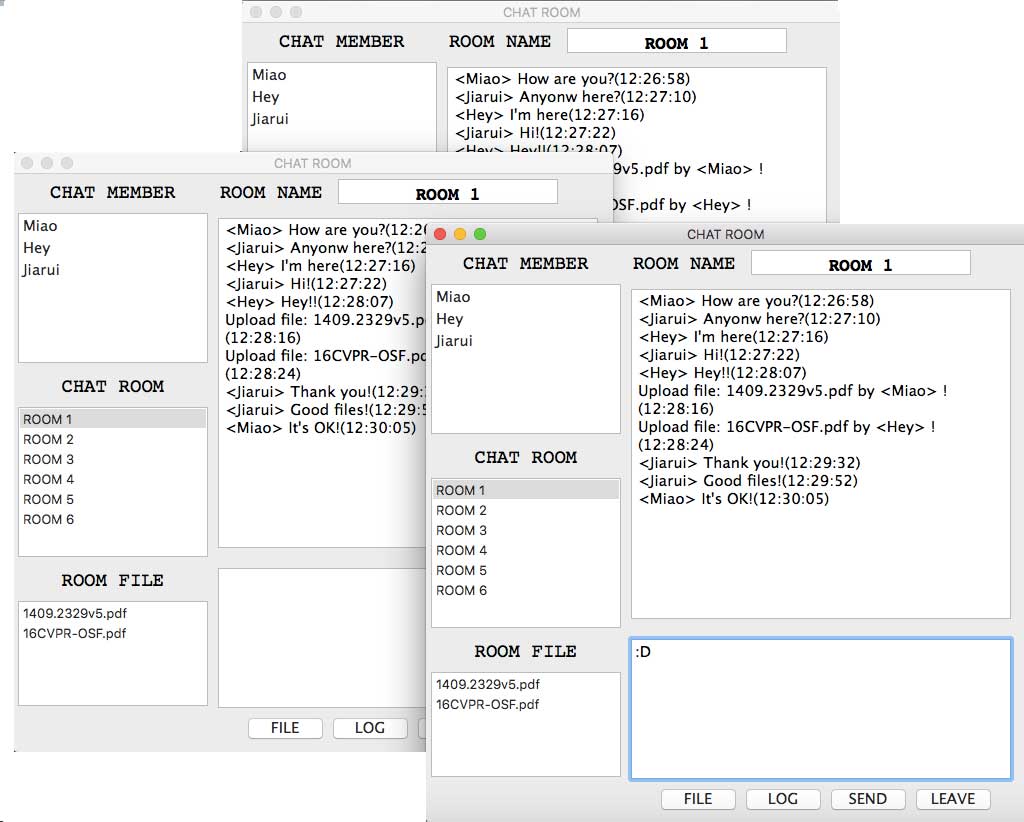 CHAT ROOM
CHAT MEMBER
Miao
Hey
Jiarui
ROOM NAME
ROOM 1
<Miao> How are you?(12:26:58)
<Jiarui> Anyonw here?(12:27:10)
<Hey> I'm here(12:27:16)
<Jiarui> Hi!(12:27:22)
<Hey> Hey!!(12:28:07)
9v5.pdf by <Miao> !
OSF.pdf by <Hey> !
CHAT ROOM
CHAT MEMBER
Miao
Hey
Jiarui
CHAT ROOM
ROOM 1
ROOM 2
ROOM 3
ROOM 4
ROOM 5
ROOM 6
ROOM FILE
1409.2329v5.pdf
16CVPR-OSF.pdf
ROOM NAME
ROOM 1
<Miao> How are you?(12:26
<Jiarui> Anyonw here?(12:2
<Hey> I'm here(12:27:16)
<Jiarui> Hi!(12:27:22)
<Hey> Hey!!(12:28:07)
Upload file: 1409.2329v5.p
(12:28:16)
Upload file: 16CVPR-OSF.pd
(12:28:24)
<Jiarui> Thank you!(12:29:
<Jiarui> Good files!(12:29:5
<Miao> It's OK!(12:30:05)
FILE
LOG
CHAT ROOM
CHAT MEMBER
Miao
Hey
Jiarui
CHAT ROOM
ROOM 1
ROOM 2
ROOM 3
ROOM 4
ROOM 5
ROOM 6
ROOM FILE
1409.2329v5.pdf
16CVPR-OSF.pdf
ROOM NAME
ROOM 1
<Miao> How are you?(12:26:58)
<Jiarui> Anyonw here?(12:27:10)
<Hey> I'm here(12:27:16)
<Jiarui> Hi!(12:27:22)
<Hey> Hey!!(12:28:07)
Upload file: 1409.2329v5.pdf by <Miao> !
(12:28:16)
Upload file: 16CVPR-OSF.pdf by <Hey> !
(12:28:24)
<Jiarui> Thank you!(12:29:32)
<Jiarui> Good files!(12:29:52)
<Miao> It's OK!(12:30:05)
:D
FILE
LOG
SEND
LEAVE